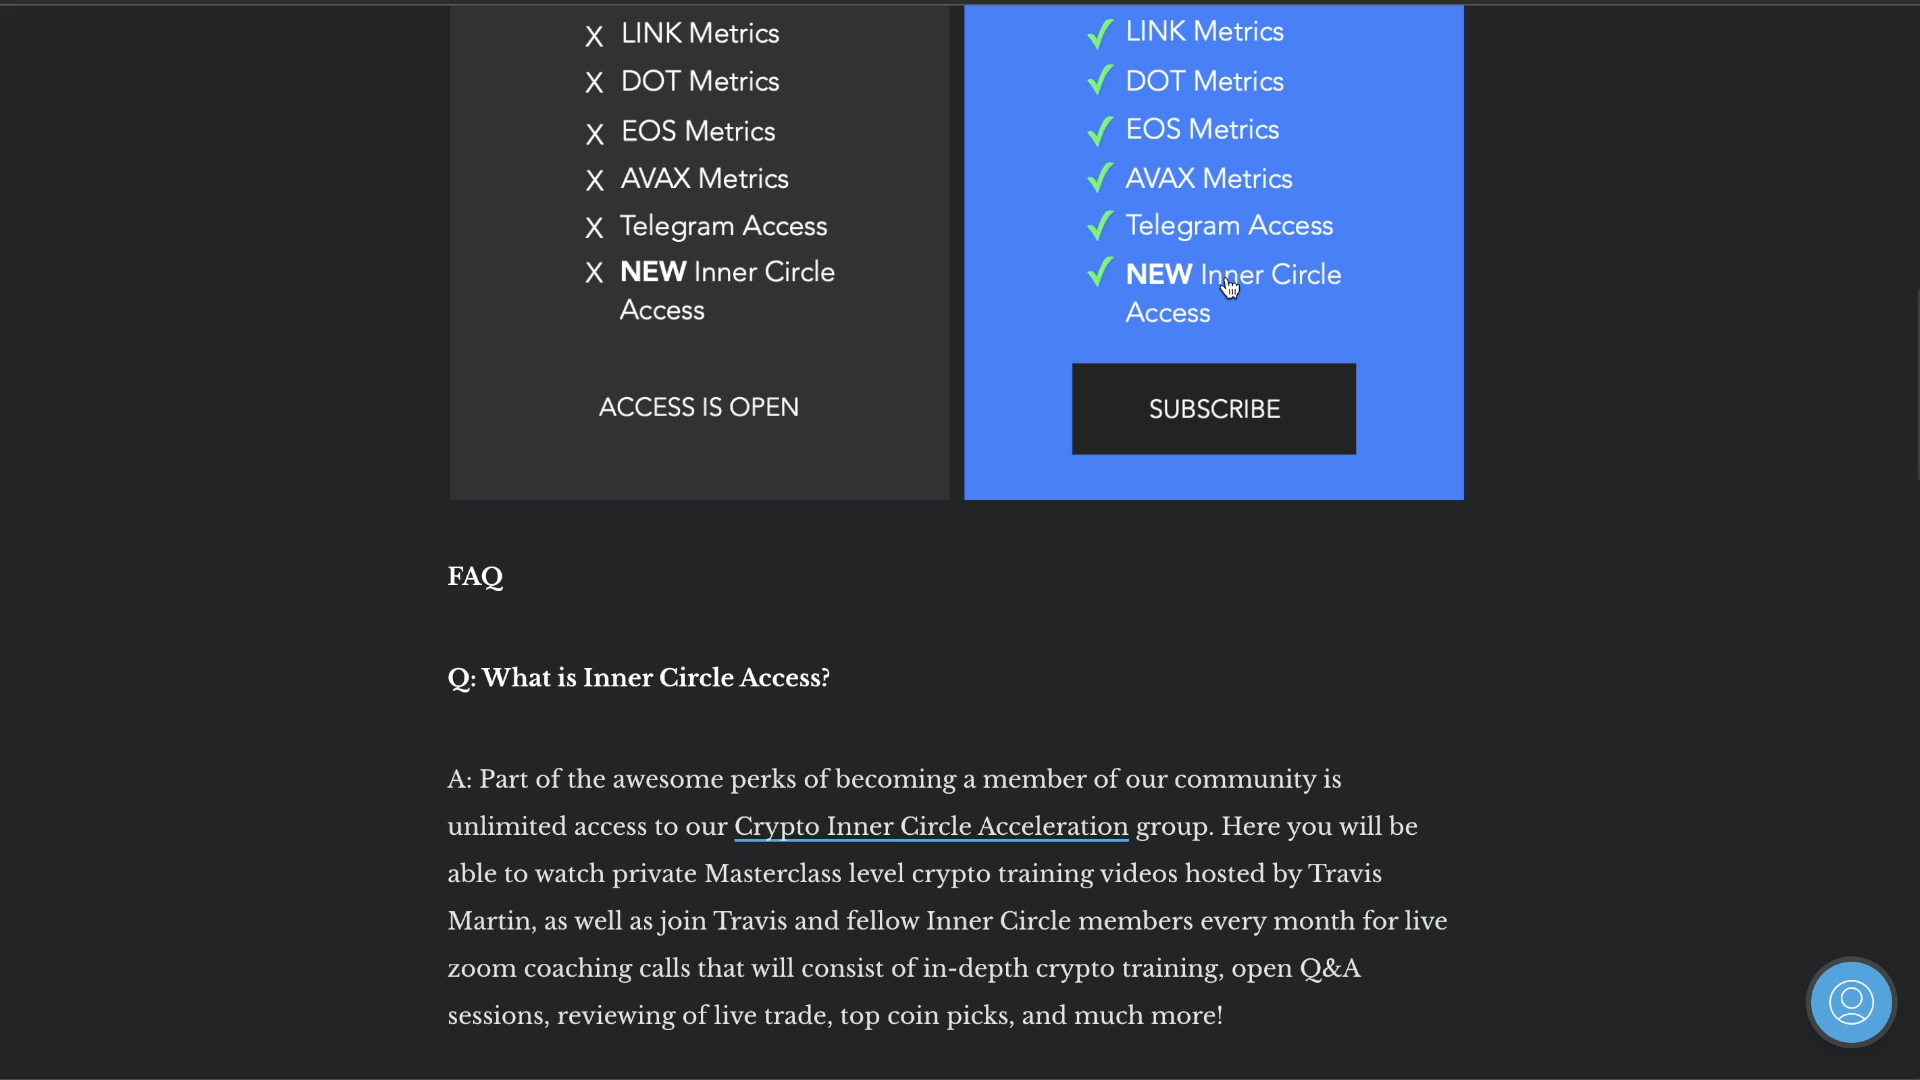 X LINK Metrics
X DOT Metrics
X EOS Metrics
X AVAX Metrics
X Telegram Access
X NEW Inner Circle
Access
ACCESS IS OPEN
✓ LINK Metrics
✓ DOT Metrics
✓ EOS Metrics
✓ AVAX Metrics
✓ Telegram Access
✓ NEW Inner Circle
Access
SUBSCRIBE
FAQ
Q: What is Inner Circle Access?
A: Part of the awesome perks of becoming a member of our community is
unlimited access to our Crypto Inner Circle Acceleration group. Here you will be
able to watch private Masterclass level crypto training videos hosted by Travis
Martin, as well as join Travis and fellow Inner Circle members every month for live
zoom coaching calls that will consist of in-depth crypto training, open Q&A
sessions, reviewing of live trade, top coin picks, and much more!